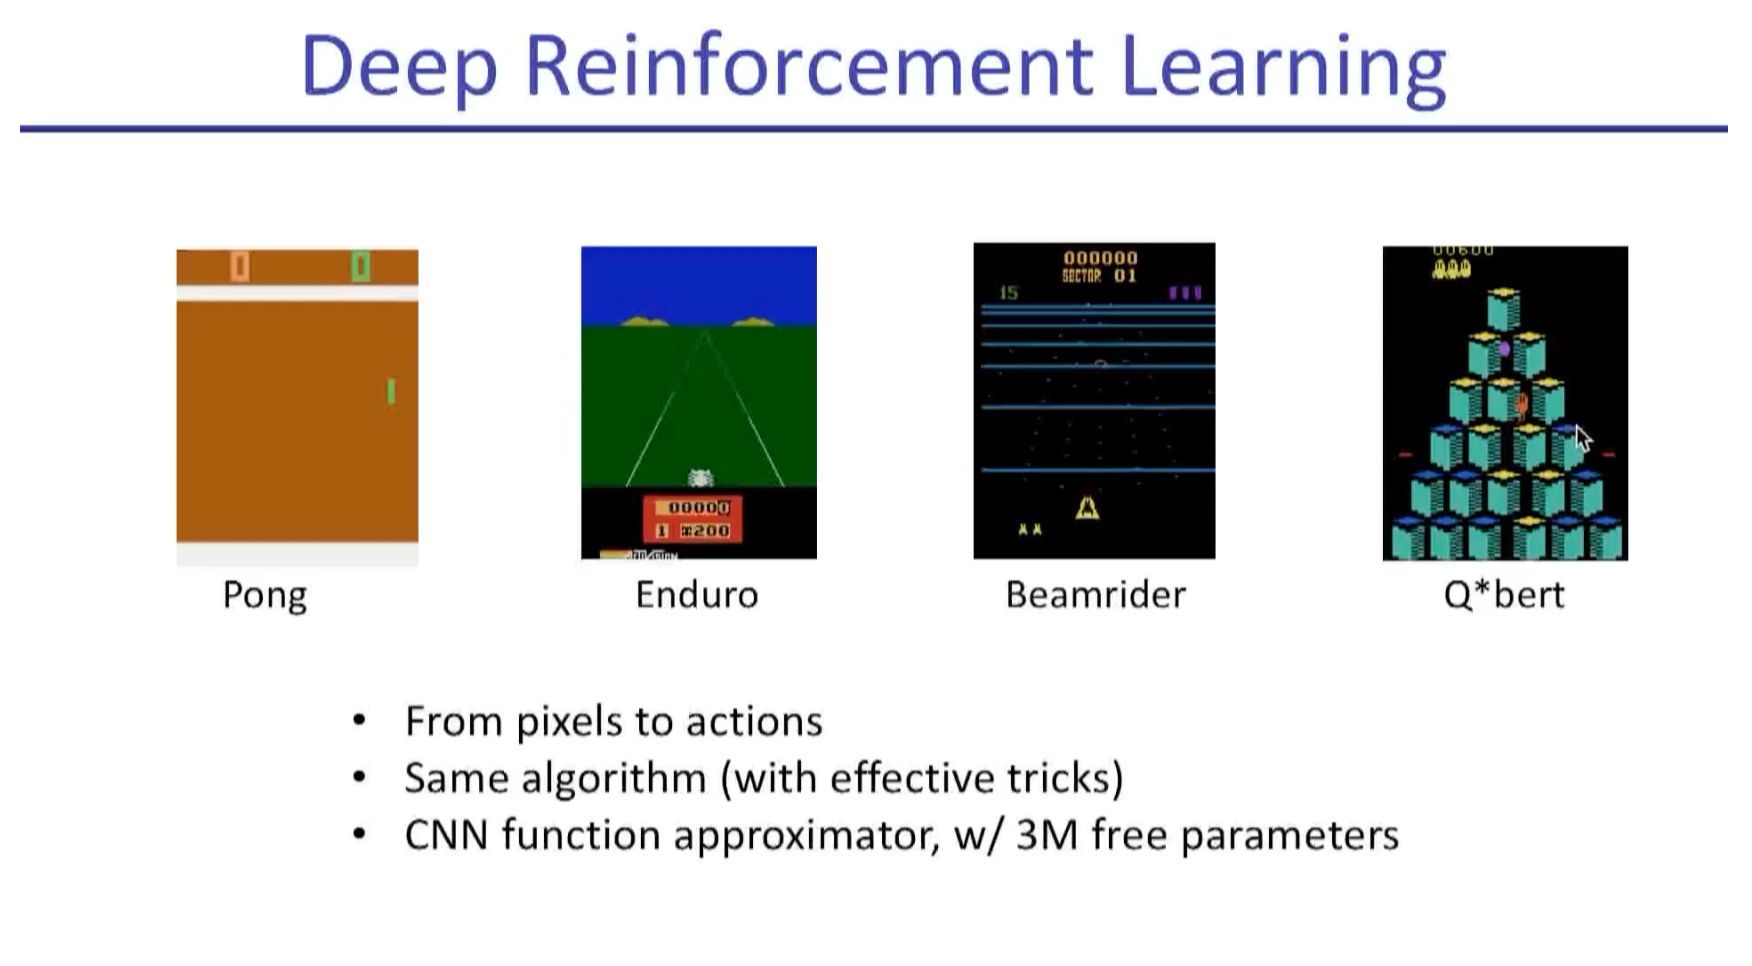 Deep Reinforcement Learning
0 0
00000
1 200
000000
SECTOR 01
15
00600
Pong
Enduro
Beamrider
Q*bert
• From pixels to actions
• Same algorithm (with effective tricks)
• CNN function approximator, w/ 3M free parameters